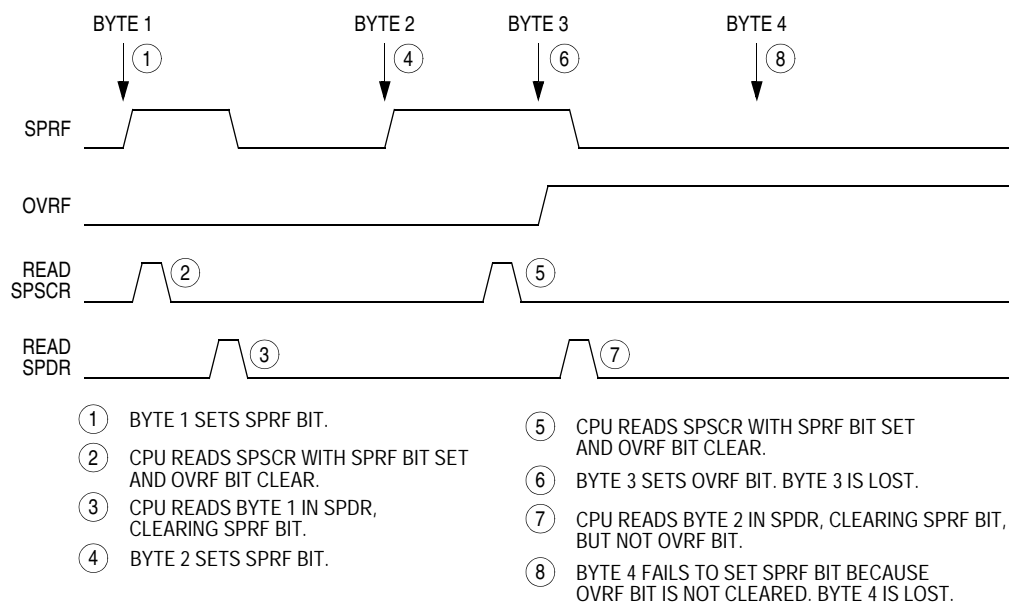 BYTE 1 BYTE 2 BYTE 3 BYTE 4
1 4 6 8
SPRF
OVRF
READ
SPSCR
2 5
READ
SPDR
3 7
1 BYTE 1 SETS SPRF BIT.
2 CPU READS SPSCR WITH SPRF BIT SET
AND OVRF BIT CLEAR.
3 CPU READS BYTE 1 IN SPDR,
CLEARING SPRF BIT.
4 BYTE 2 SETS SPRF BIT.
5 CPU READS SPSCR WITH SPRF BIT SET
AND OVRF BIT CLEAR.
6 BYTE 3 SETS OVRF BIT. BYTE 3 IS LOST.
7 CPU READS BYTE 2 IN SPDR, CLEARING SPRF BIT,
BUT NOT OVRF BIT.
8 BYTE 4 FAILS TO SET SPRF BIT BECAUSE
OVRF BIT IS NOT CLEARED. BYTE 4 IS LOST.